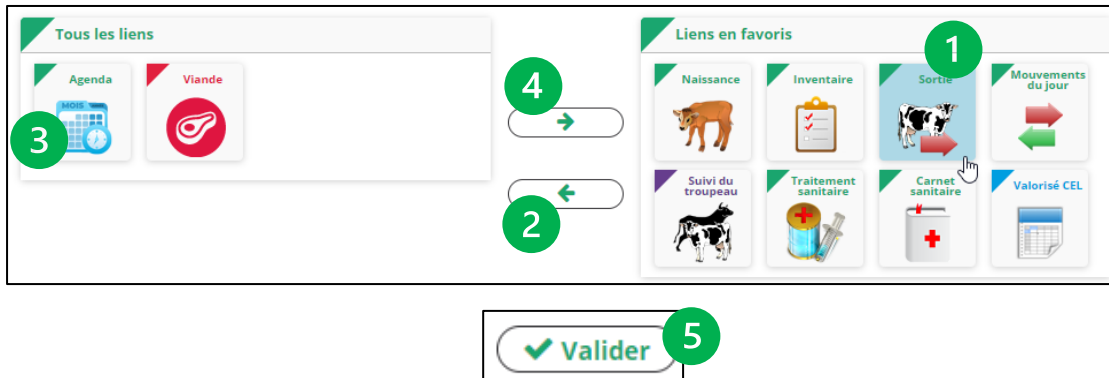 Tous les liens
Agenda
MOIS
Viande
3
4
2
Liens en favoris
1
Naissance
Inventaire
Sortie
Mouvements
du jour
Suivi du
troupeau
Traitement
sanitaire
Carnet
sanitaire
Valorisé CEL
Valider
5